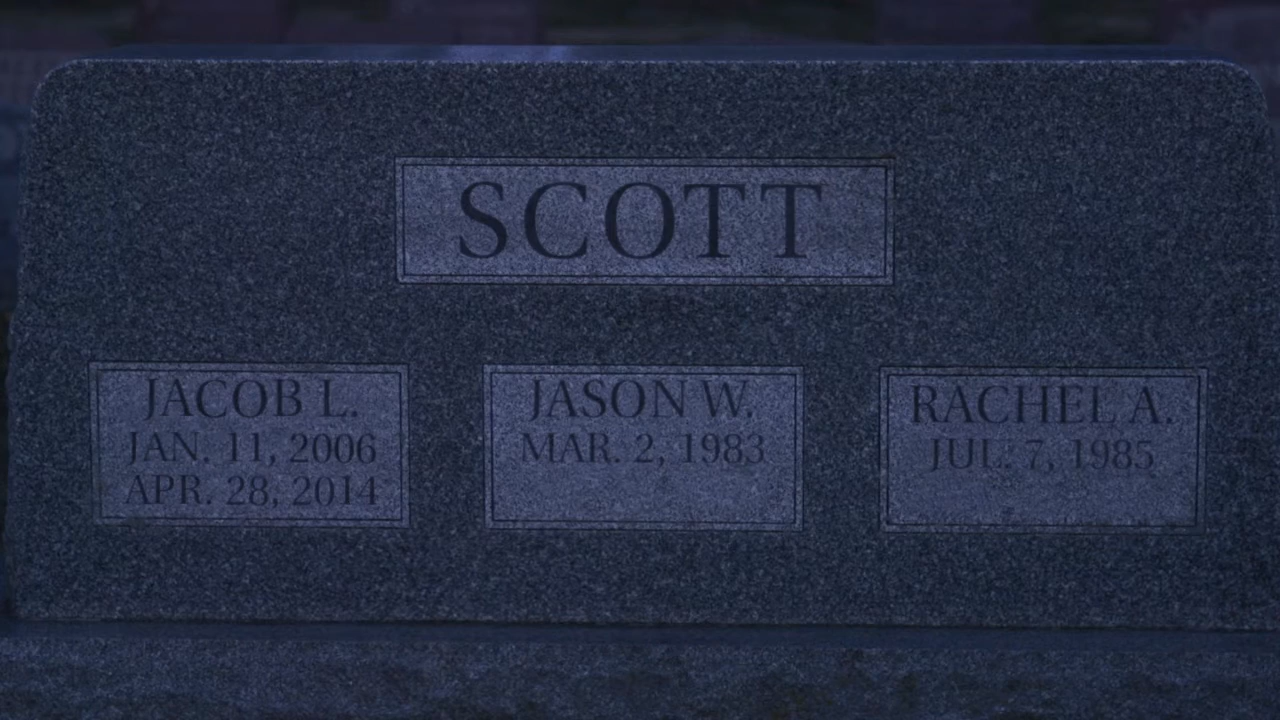 SCOTT
JACOB L.
JAN. 11, 2006
APR. 28, 2014
JASON W.
MAR. 2, 1983
RACHEL A.
JUL. 7, 1985